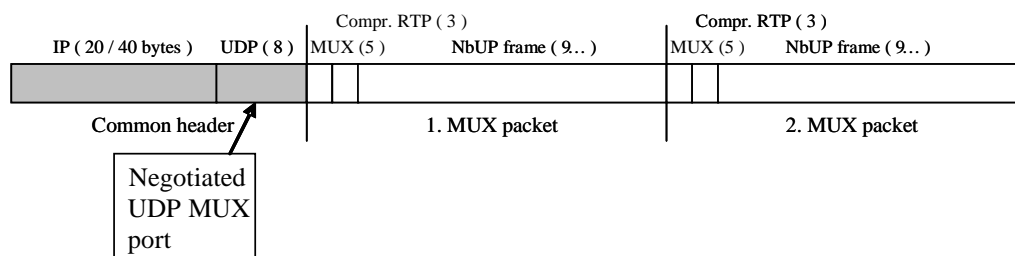 Compr. RTP ( 3 ) Compr. RTP ( 3 )
IP ( 20 / 40 bytes ) UDP ( 8 ) MUX (5) NbUP frame ( 9... ) MUX (5) NbUP frame ( 9... )
Common header 1. MUX packet 2. MUX packet
Negotiated
UDP MUX
port